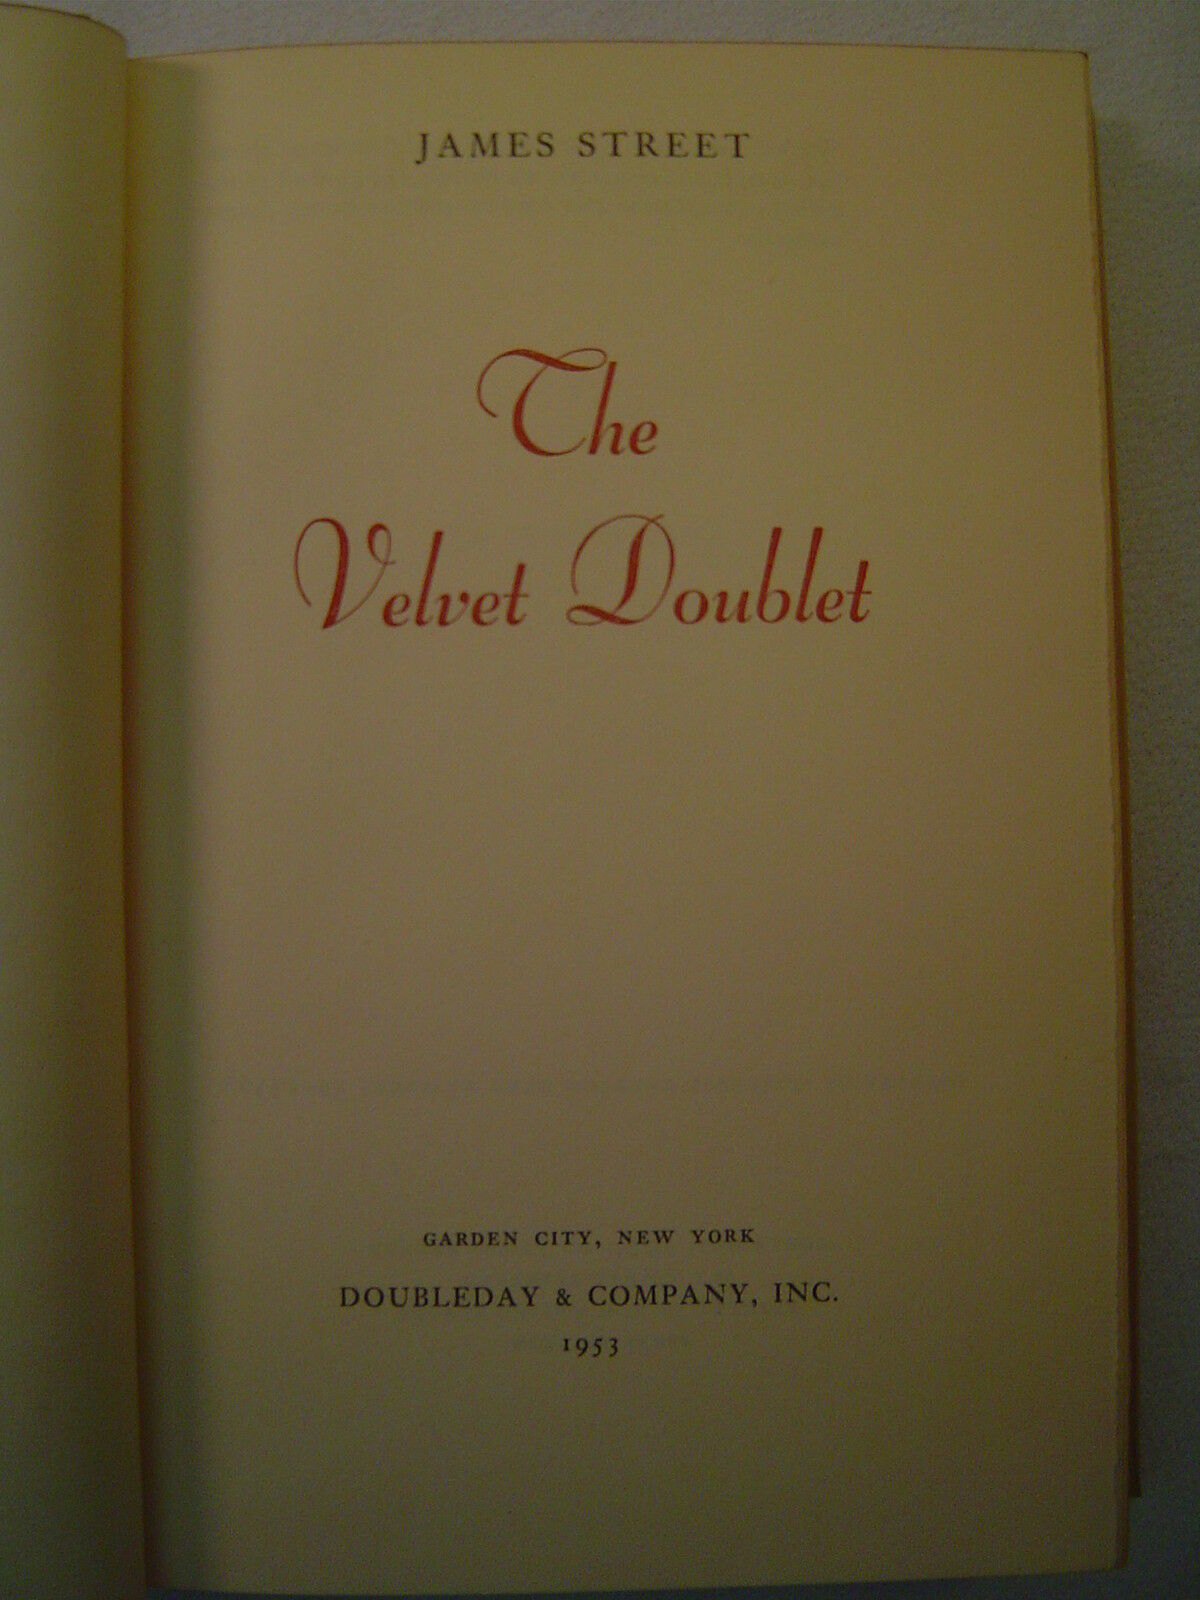 JAMES STREET
The
Velvet Doublet
GARDEN CITY, NEW YORK
DOUBLEDAY & COMPANY, INC.
1953